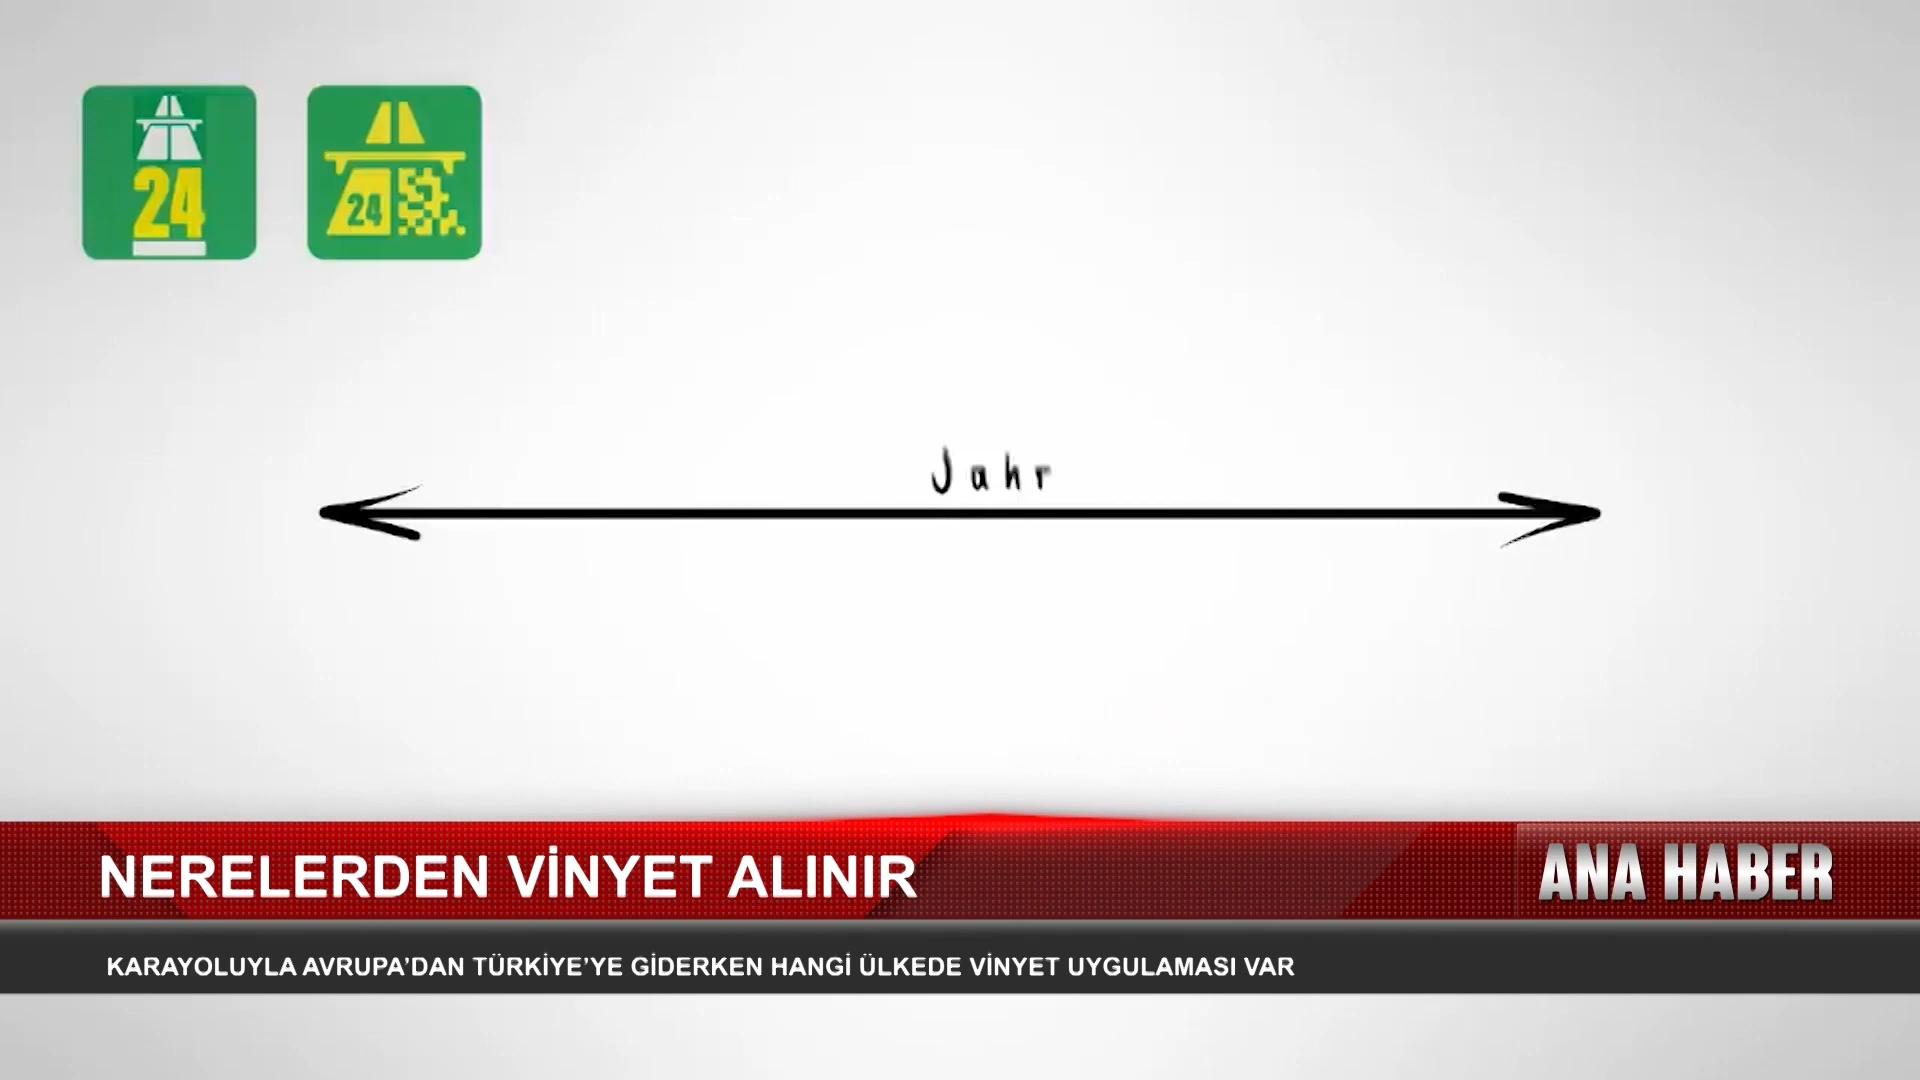 24
24
Jahr
NERELERDEN VİNYET ALINIR
ANA HABER
KARAYOLUYLA AVRUPA'DAN TÜRKİYE'YE GİDERKEN HANGİ ÜLKEDE VİNYET UYGULAMASI VAR